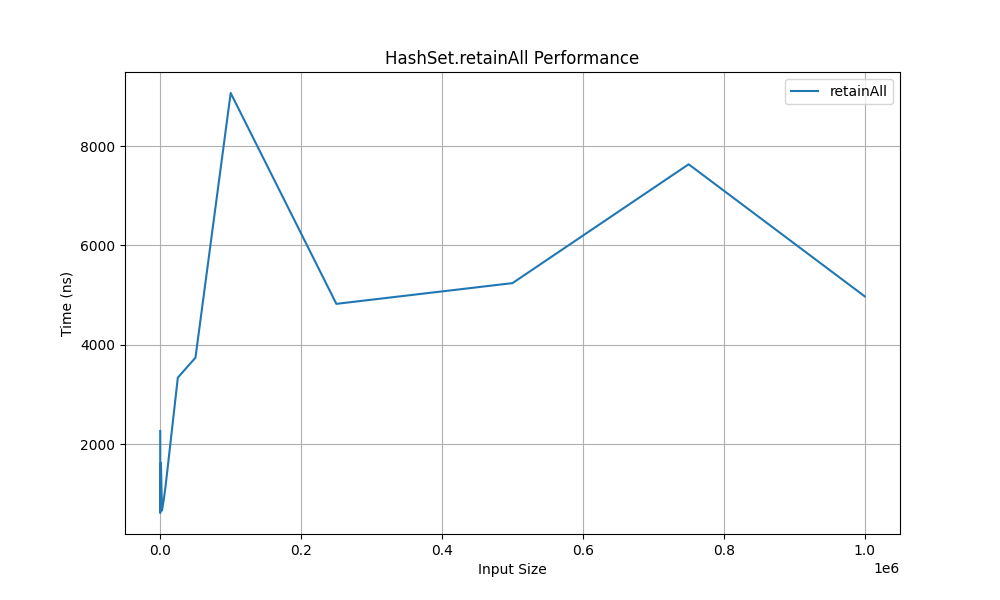 HashSet.retainAll Performance
retainAll
Time (ns)
8000
6000
4000
2000
0.0 0.2 0.4 0.6 0.8 1.0
1e6
Input Size